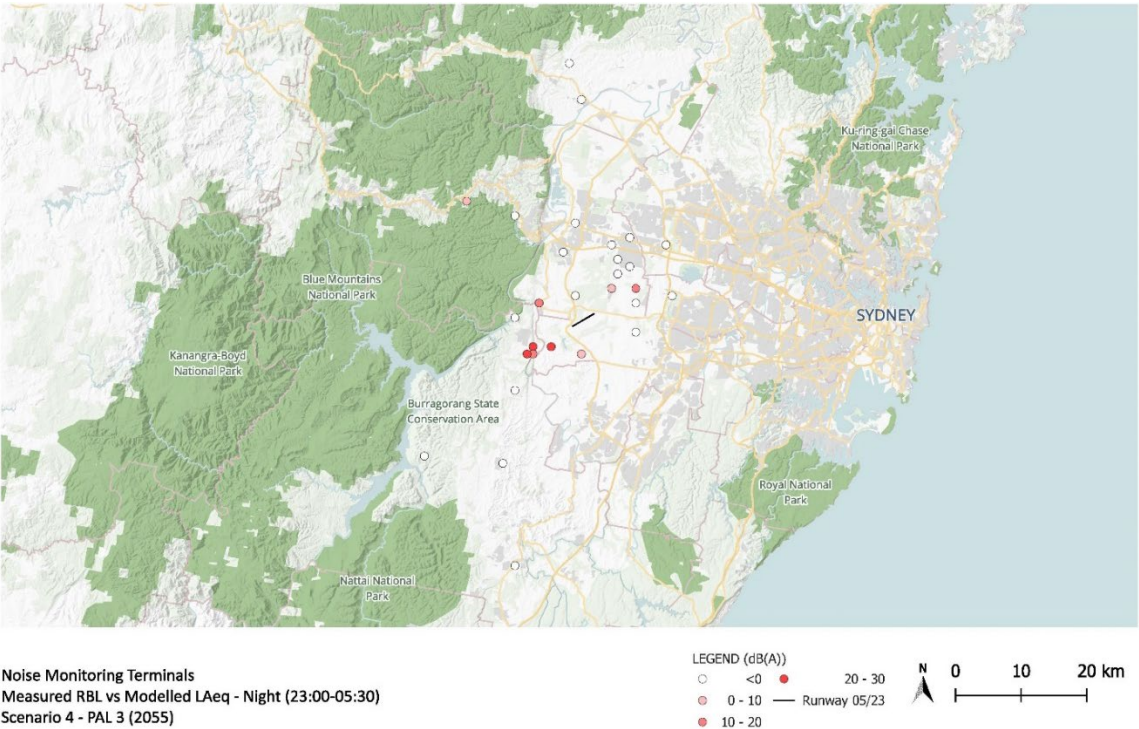 Ku-ring-gai Chase
National Park
Blue Mountains
National Park
SYDNEY
Kanangra-Boyd
National Park
Burragorang State
Conservation Area
Royal National
Park
Nattai National
Park
Noise Monitoring Terminals
Measured RBL vs Modelled LAeq - Night (23:00-05:30)
Scenario 4 - PAL 3 (2055)
LEGEND (dB(A))
<0 20 - 30
0 - 10 Runway 05/23
10 - 20
N
0 10 20 km